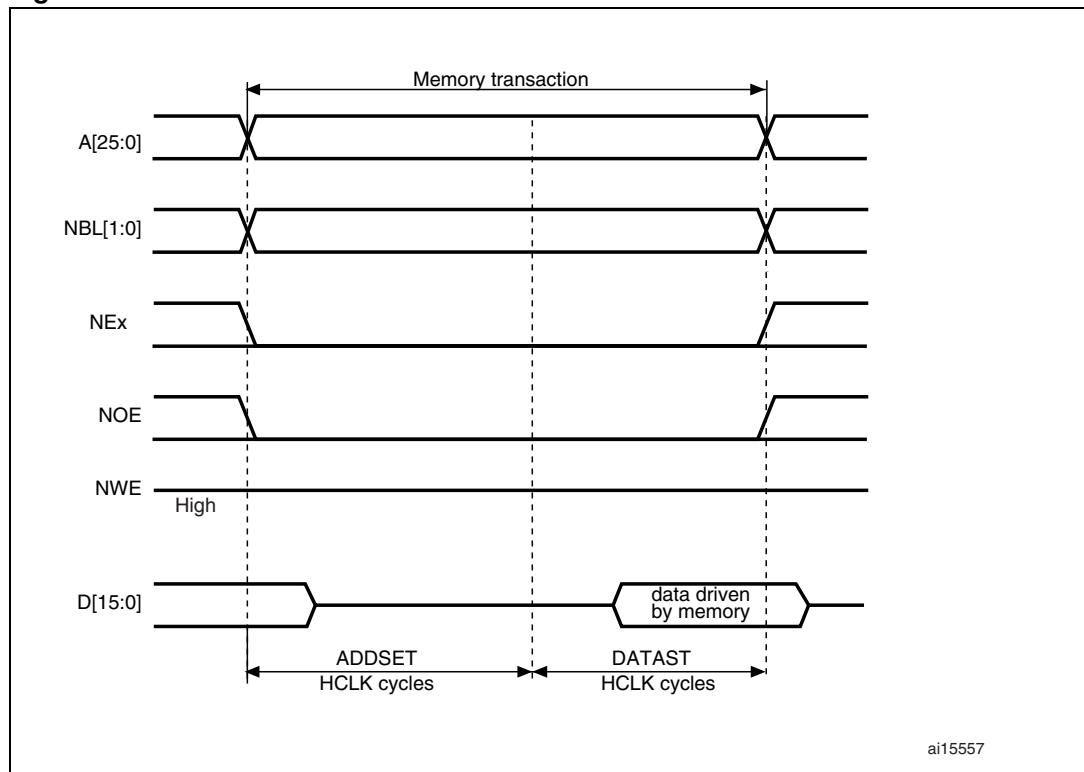 Memory transaction
A[25:0]
NBL[1:0]
NEx
NOE
NWE
High
D[15:0]
data driven
by memory
ADDSET
HCLK cycles
DATAST
HCLK cycles
ai15557